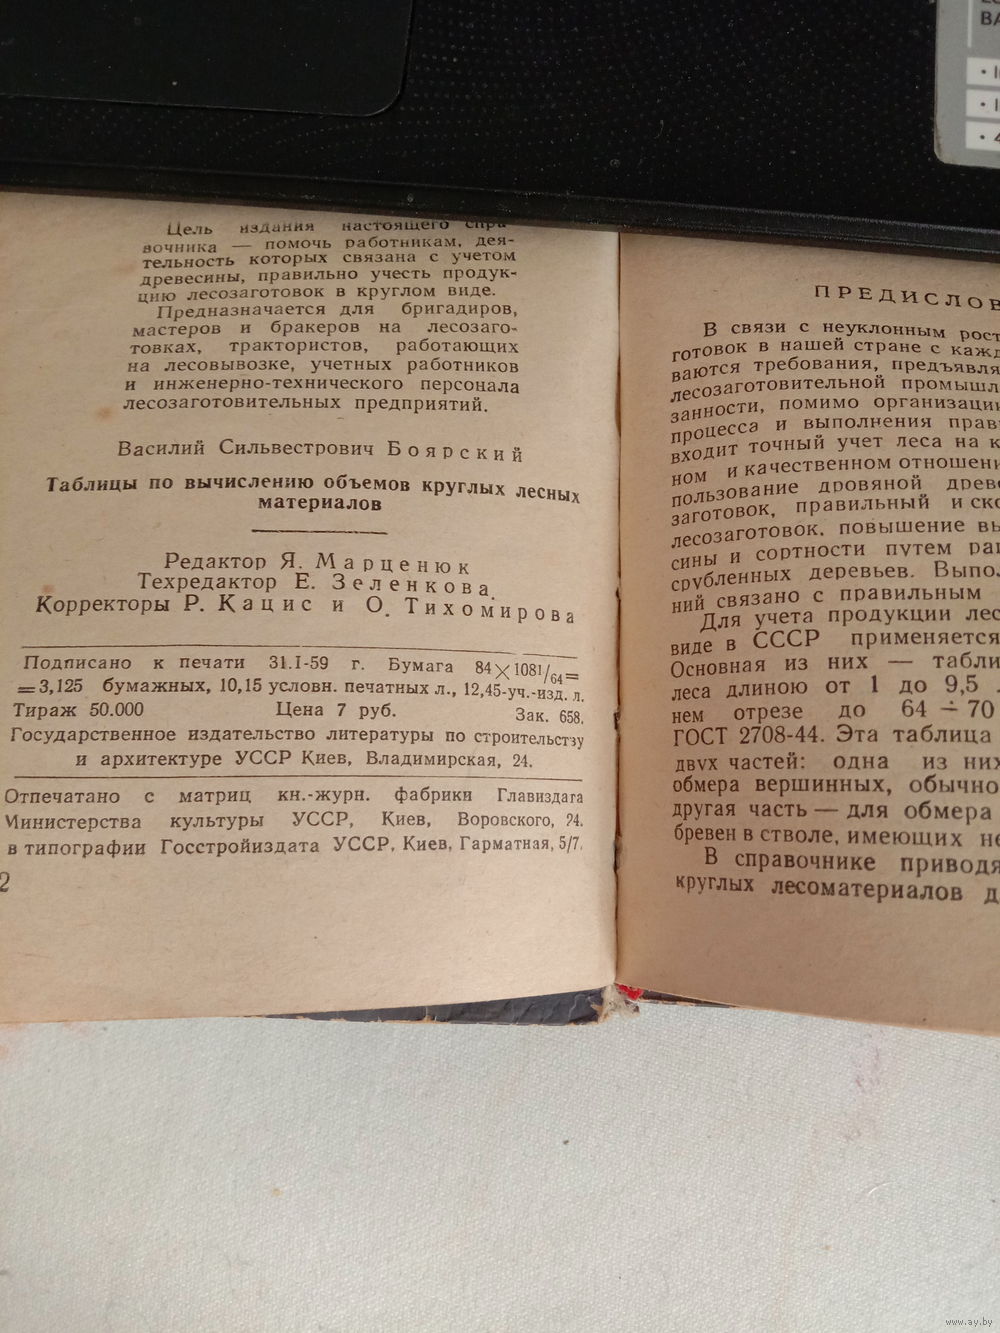 Цель издания настоящего спра-
вочника — помочь работникам, дея-
тельность которых связана с учетом
древесины, правильно учесть продук-
цию лесозаготовок в круглом виде.
Предназначается для бригадиров,
мастеров и бракеров на лесозаго-
товках, трактористов, работающих
на лесовывозке, учетных работников
и инженерно-технического персонала
лесозаготовительных предприятий.
Василий Сильвестрович Боярский
Таблицы по вычислению объемов круглых лесных
материалов
Редактор Я. Марценюк
Техредактор Е. Зеленкова.
Корректоры Р. Кацис и О. Тихомирова
Подписано к печати 31.I-59 г. Бумага 84×1081/64=
=3,125 бумажных, 10,15 условн. печатных л., 12,45-уч.-изд. л.
Тираж 50.000 Цена 7 руб. Зак. 658.
Государственное издательство литературы по строительству
и архитектуре УССР Киев, Владимирская, 24.
Отпечатано с матриц кн.-журн. фабрики Главиздата
Министерства культуры УССР, Киев, Воровского, 24.
в типографии Госстройиздата УССР, Киев, Гарматная, 5/7.
2
ПРЕДИСЛОВ
В связи с неуклонным рост
готовок в нашей стране с кажд
ваются требования, предъявля
лесозаготовительной промышл
занности, помимо организаци
процесса и выполнения прав
входит точный учет леса на к
ном и качественном отношени
пользование дровяной древе
заготовок, правильный и ско
лесозаготовок, повышение вы
сины и сортности путем рац
срубленных деревьев. Выпол
ний связано с правильным
Для учета продукции лес
виде в СССР применяется
Основная из них — табли
леса длиною от 1 до 9,5
нем отрезе до 64 ÷ 70
ГОСТ 2708-44. Эта таблица
двух частей: одна из них
обмера вершинных, обычно
другая часть — для обмера
бревен в стволе, имеющих не
В справочнике приводя
круглых лесоматериалов д
ВА
www.ay.by